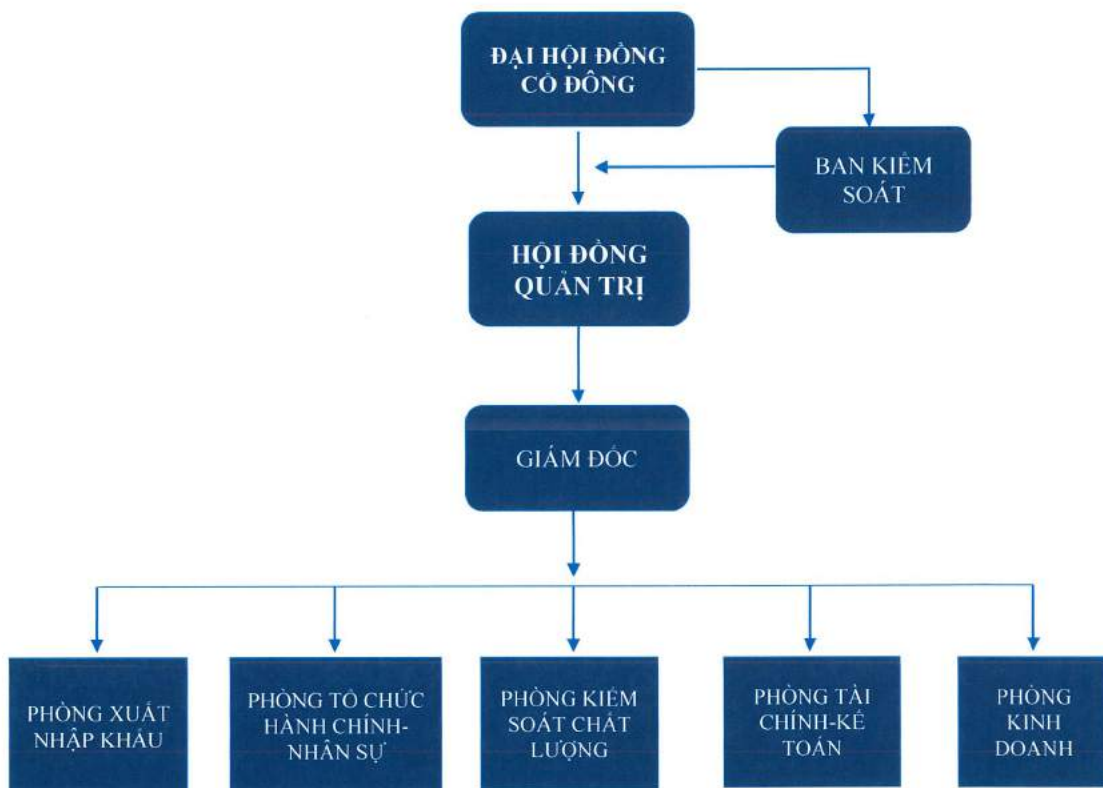 ĐẠI HỘI ĐỒNG
CỔ ĐÔNG
BAN KIỂM
SOÁT
HỘI ĐỒNG
QUẢN TRỊ
GIÁM ĐỐC
PHÒNG XUẤT
NHẬP KHẨU
PHÒNG TỔ CHỨC
HÀNH CHÍNH-
NHÂN SỰ
PHÒNG KIỂM
SOÁT CHẤT
LƯỢNG
PHÒNG TÀI
CHÍNH-KẾ
TOÁN
PHÒNG
KINH
DOANH